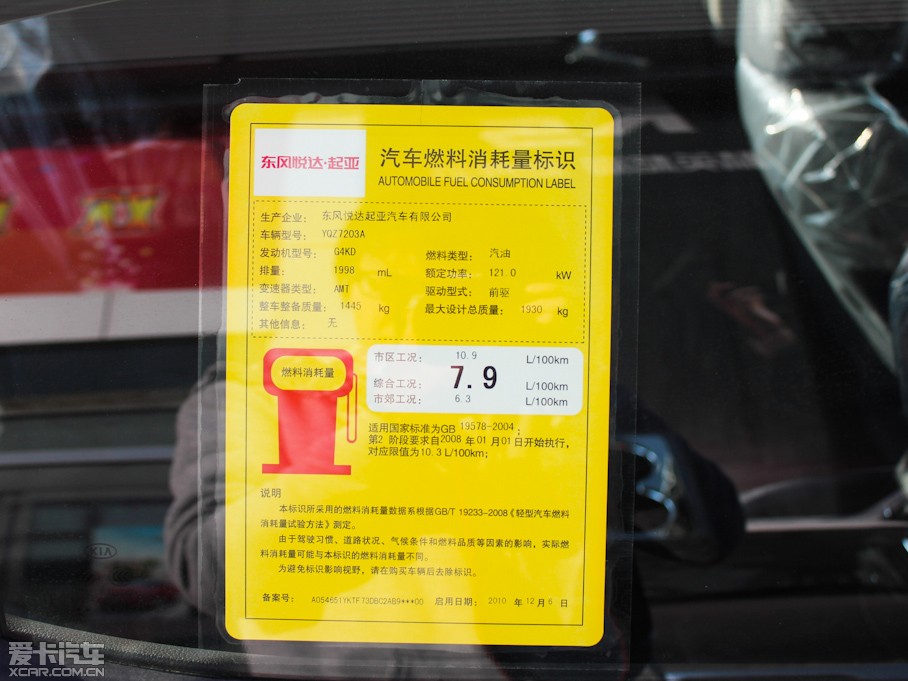 东风悦达·起亚
汽车燃料消耗量标识
AUTOMOBILE FUEL CONSUMPTION LABEL
生产企业: 东风悦达起亚汽车有限公司
车辆型号: YQZ7203A
发动机型号: G4KD 燃料类型: 汽油
排量: 1998 mL 额定功率: 121.0 kW
变速器类型: AMT 驱动型式: 前驱
整车整备质量: 1445 kg 最大设计总质量: 1930 kg
其他信息: 无
燃料消耗量
市区工况: 10.9 L/100km
综合工况: 7.9 L/100km
市郊工况: 6.3 L/100km
适用国家标准为GB 19578-2004;
第2 阶段要求自2008 年01 月01日开始执行,
对应限值为10.3 L/100km;
说明
本标识所采用的燃料消耗量数据系根据GB/T 19233-2008《轻型汽车燃料
消耗量试验方法》测定。
由于驾驶习惯、道路状况、气候条件和燃料品质等因素的影响,实际燃
料消耗量可能与本标识的燃料消耗量不同。
为避免标识影响视野,请在购买车辆后去除标识。
备案号: 启用日期: 2010 年 12 月 6 日
KIA
爱卡汽车
XCAR.COM.CN